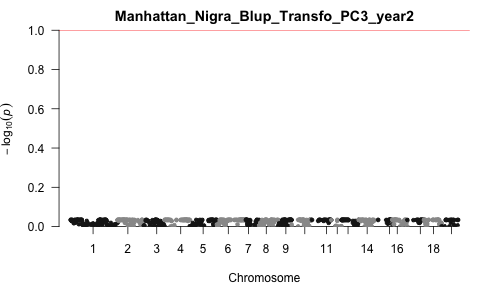 Manhattan_Nigra_Blup_Transfo_PC3_year2
1.0
0.8
0.6
0.4
0.2
0.0
− log10(p)
1 2 3 4 5 6 7 8 9 11 14 16 18
Chromosome